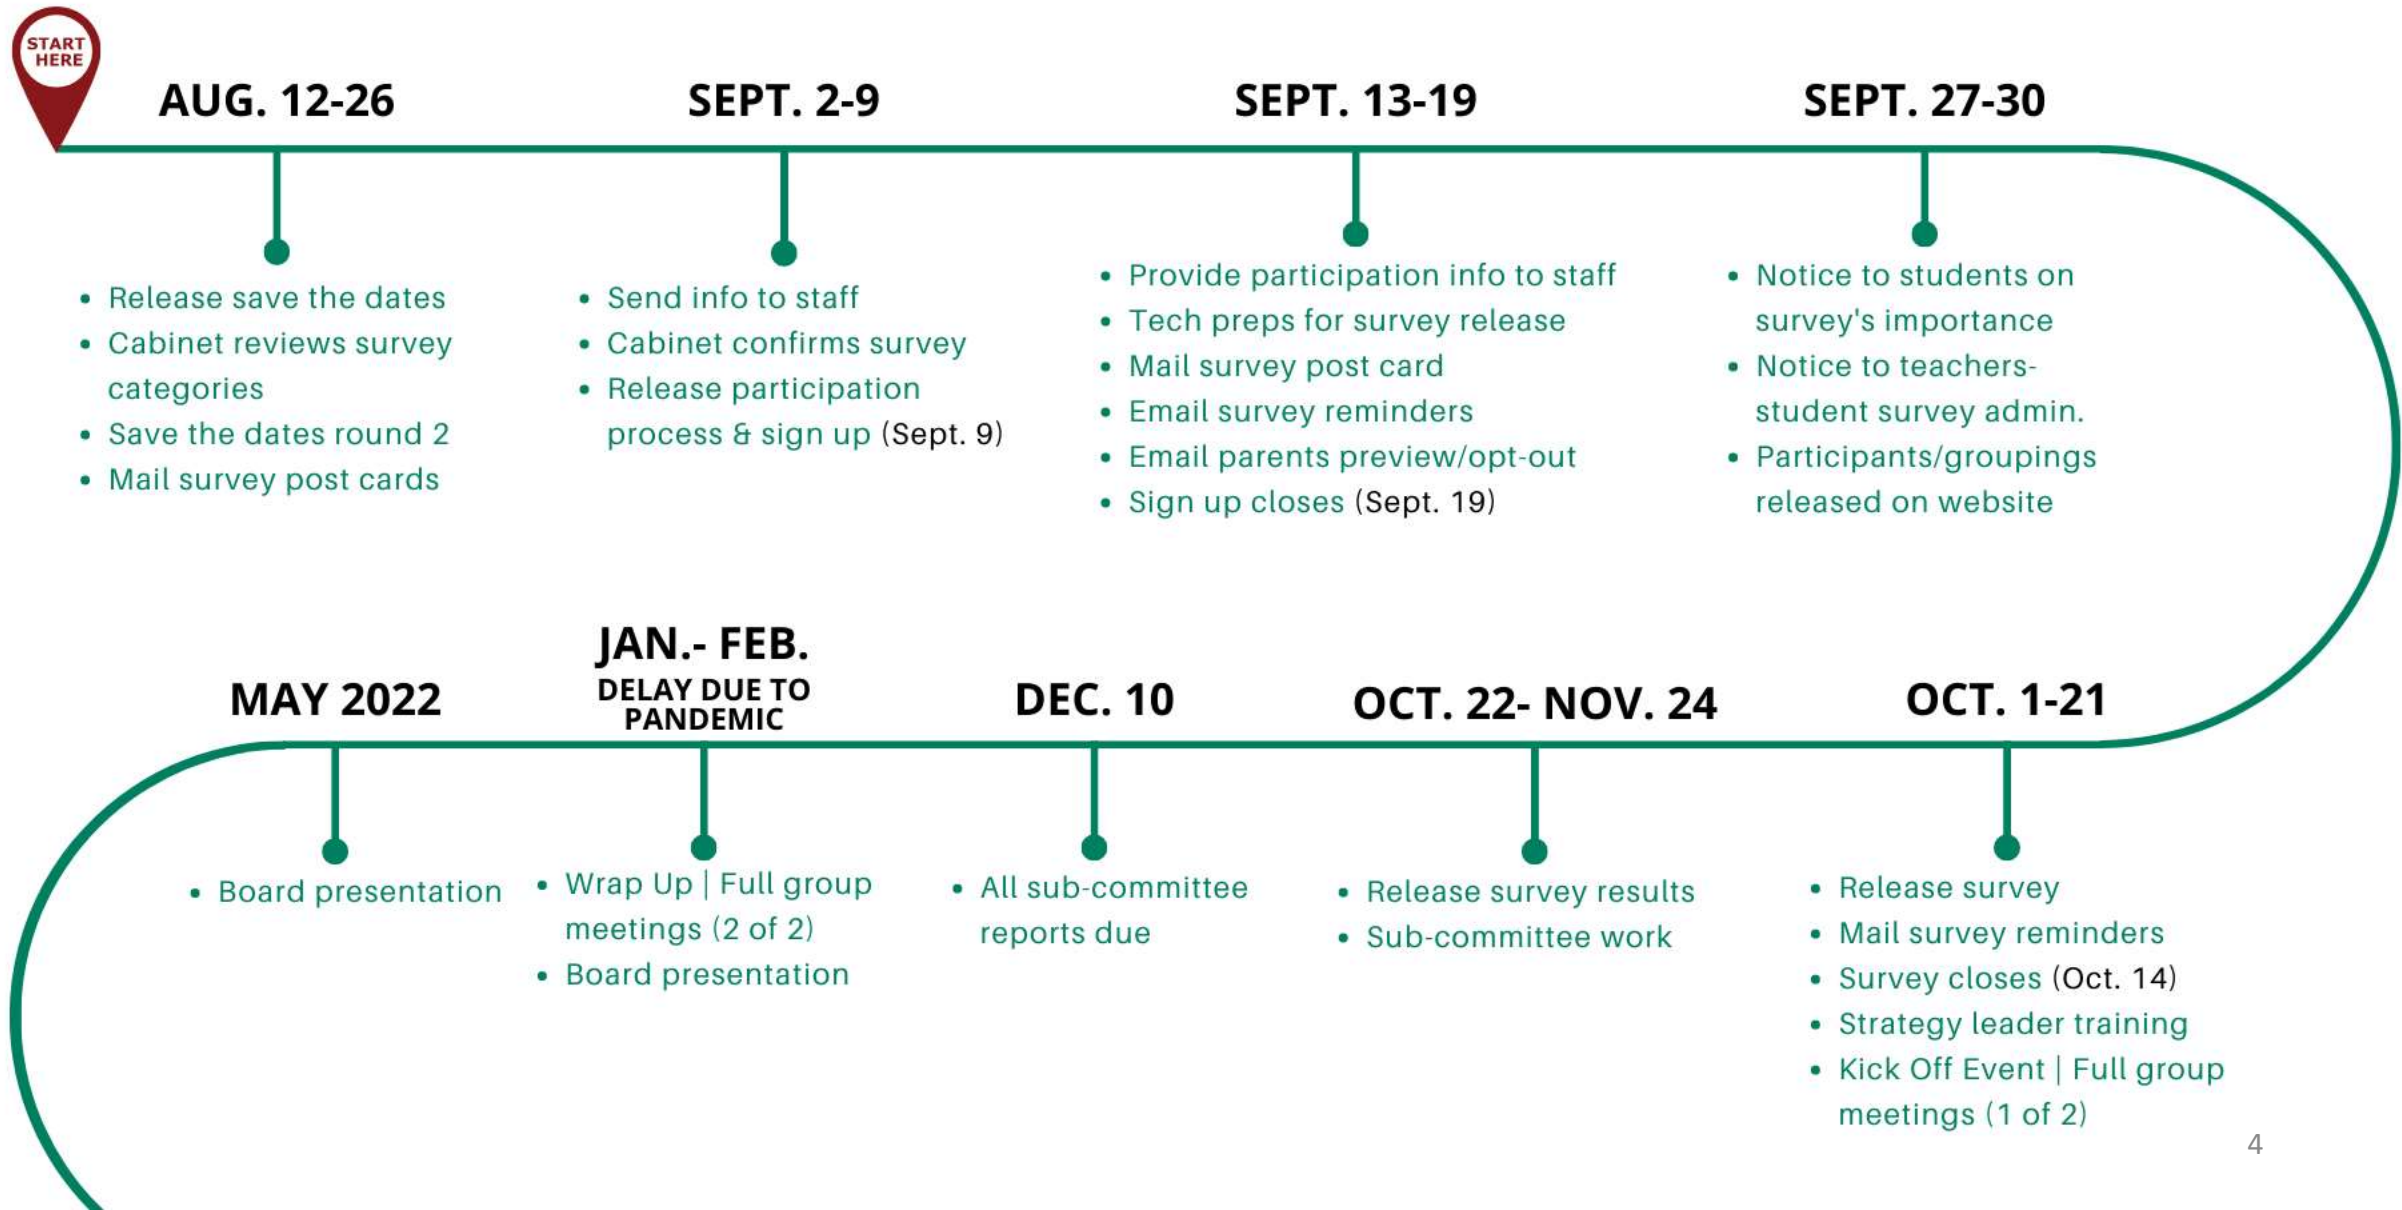 START
HERE
AUG. 12-26
• Release save the dates
• Cabinet reviews survey
categories
• Save the dates round 2
• Mail survey post cards
SEPT. 2-9
• Send info to staff
• Cabinet confirms survey
• Release participation
process & sign up (Sept. 9)
SEPT. 13-19
• Provide participation info to staff
• Tech preps for survey release
• Mail survey post card
• Email survey reminders
• Email parents preview/opt-out
• Sign up closes (Sept. 19)
SEPT. 27-30
• Notice to students on
survey's importance
• Notice to teachers-
student survey admin.
• Participants/groupings
released on website
OCT. 1-21
• Release survey
• Mail survey reminders
• Survey closes (Oct. 14)
• Strategy leader training
• Kick Off Event | Full group
meetings (1 of 2)
OCT. 22- NOV. 24
• Release survey results
• Sub-committee work
DEC. 10
• All sub-committee
reports due
JAN.- FEB.
DELAY DUE TO
PANDEMIC
• Wrap Up | Full group
meetings (2 of 2)
• Board presentation
MAY 2022
• Board presentation
4